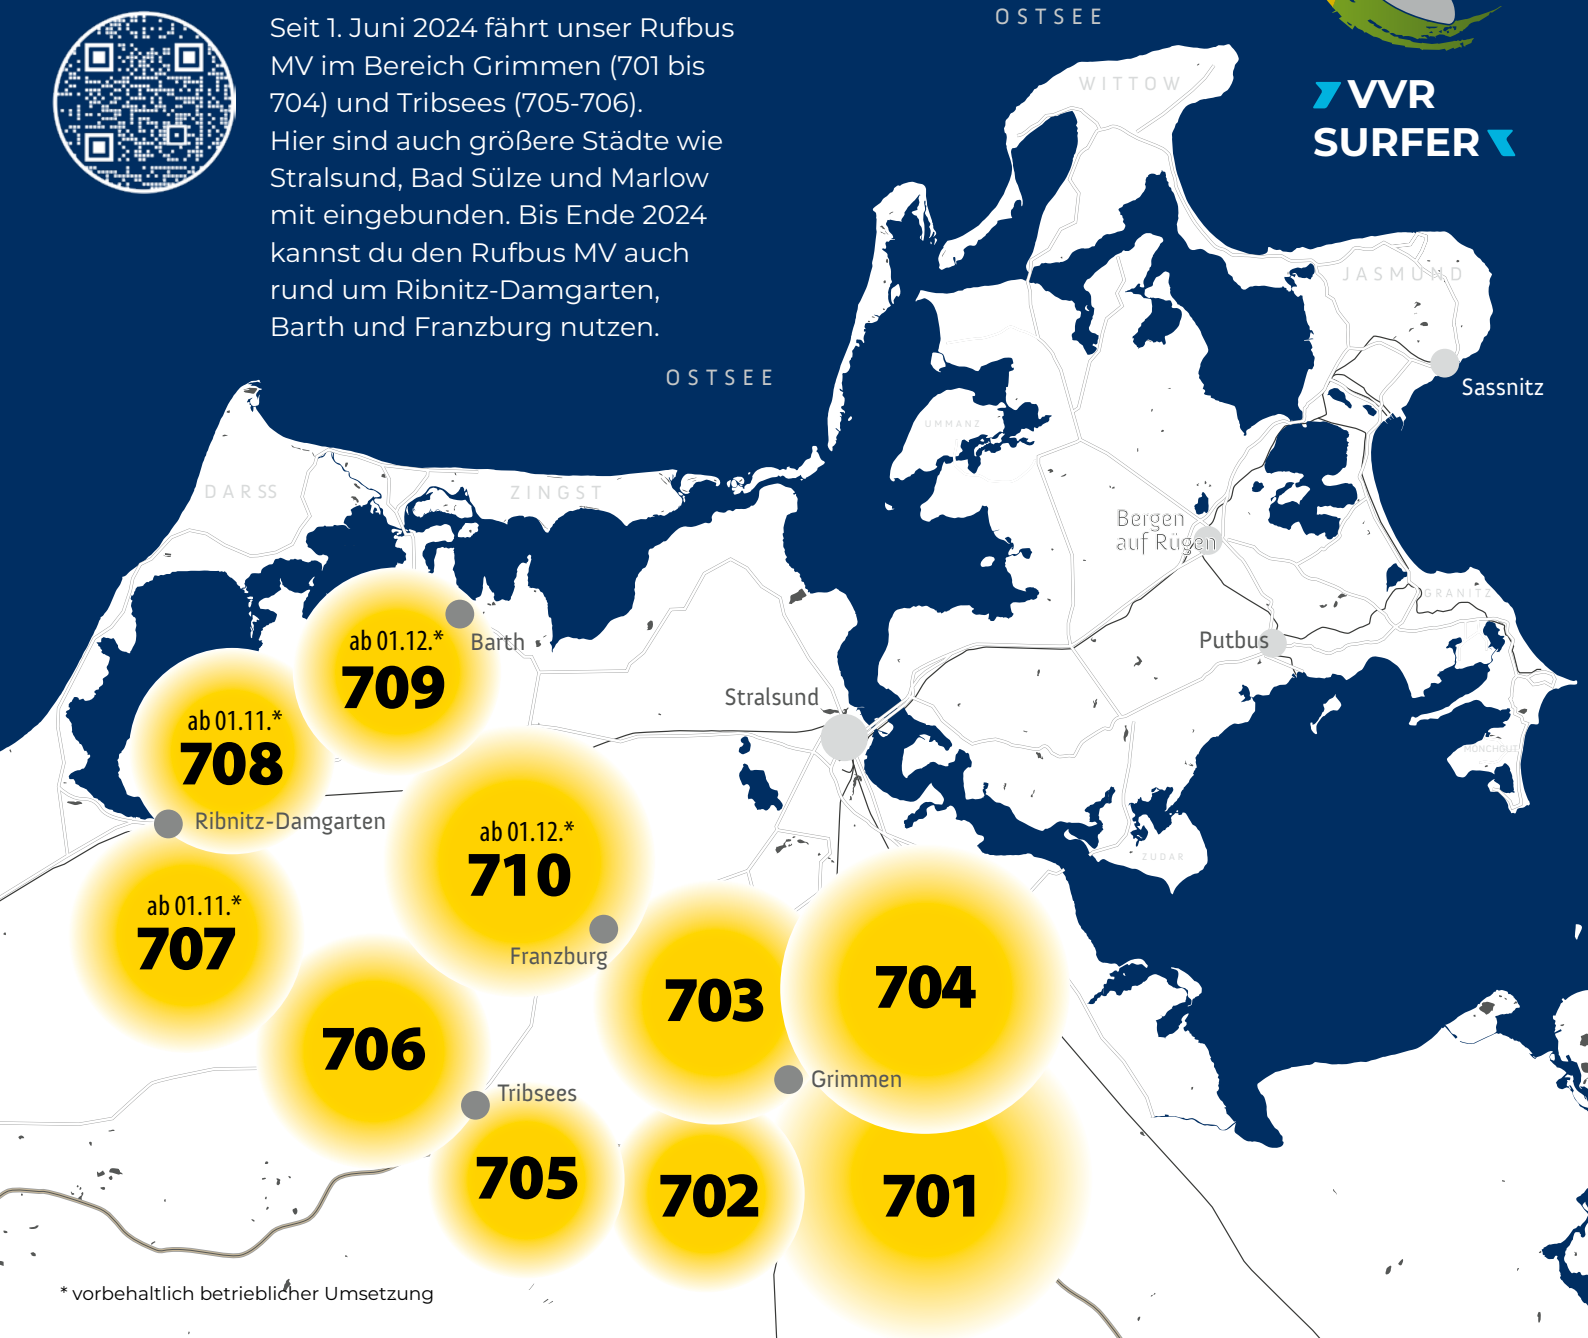 Seit 1. Juni 2024 fährt unser Rufbus
MV im Bereich Grimmen (701 bis
704) und Tribsees (705-706).
Hier sind auch größere Städte wie
Stralsund, Bad Sülze und Marlow
mit eingebunden. Bis Ende 2024
kannst du den Rufbus MV auch
rund um Ribnitz-Damgarten,
Barth und Franzburg nutzen.
OSTSEE
VVR
SURFER
WITTOW
JASMUND
Sassnitz
OSTSEE
UMMANZ
DARSS
ZINGST
Bergen
auf Rügen
GRANITZ
Putbus
Barth
ab 01.12.*
709
Stralsund
ab 01.11.*
708
MÖNCHGUT
Ribnitz-Damgarten
ab 01.12.*
710
ZUDAR
ab 01.11.*
707
Franzburg
703
704
706
Grimmen
Tribsees
705
702
701
* vorbehaltlich betrieblicher Umsetzung